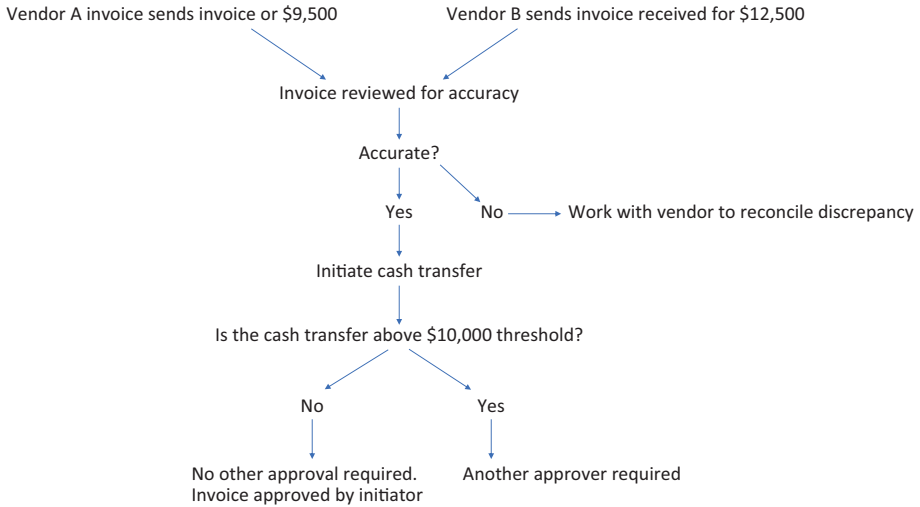 Vendor A invoice sends invoice or $9,500
Vendor B sends invoice received for $12,500
Invoice reviewed for accuracy
Accurate?
Yes
No
Work with vendor to reconcile discrepancy
Initiate cash transfer
Is the cash transfer above $10,000 threshold?
No
Yes
No other approval required.
Invoice approved by initiator
Another approver required